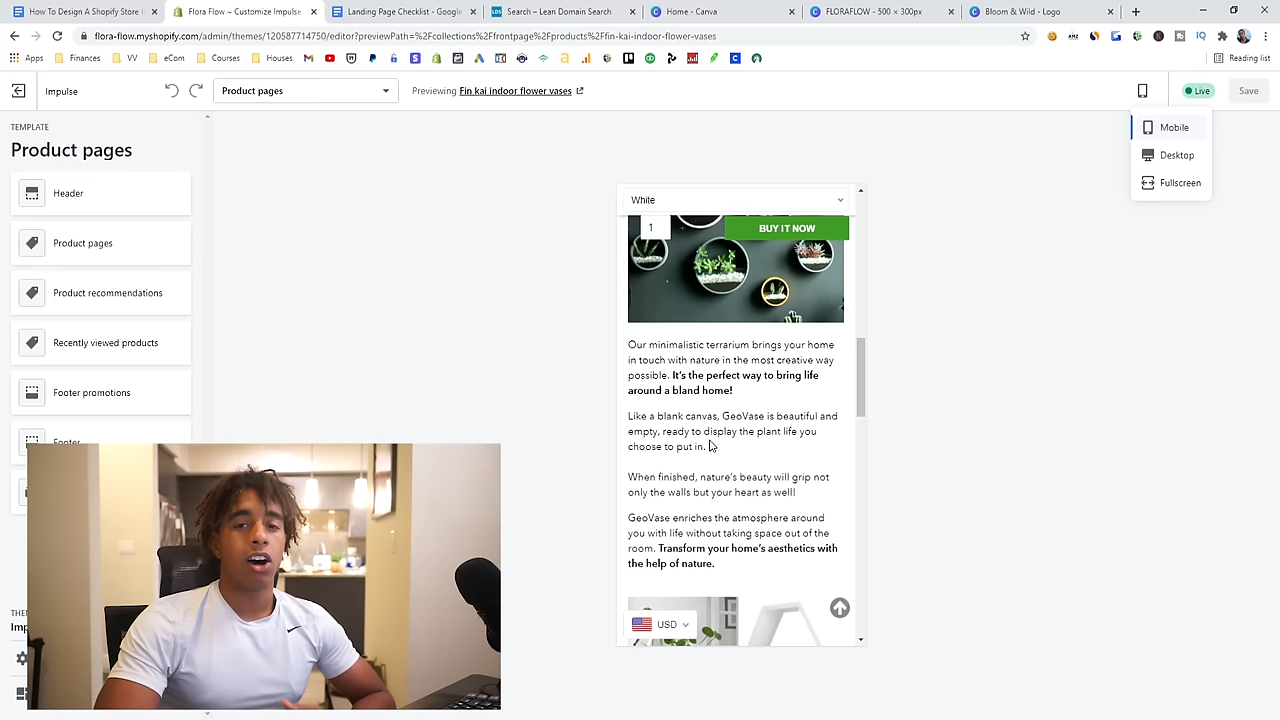 How To Design A Shopify Store I
Flora Flow ~ Customize Impulse
Landing Page Checklist - Google
Search – Lean Domain Search
Home - Canva
FLORAFLOW - 500 × 300px
Bloom & Wild - Logo
flora-flow.myshopify.com/admin/themes/120587714750/editor?previewPath=%2Fcollections%2Ffrontpage%2Fproducts%2Ffin-kai-indoor-flower-vases
Apps
Finances
VV
eCom
Courses
Houses
Reading list
Impulse
Product pages
Previewing Fin kai indoor flower vases
Live
Save
Mobile
Desktop
Fullscreen
TEMPLATE
Product pages
Header
Product pages
Product recommendations
Recently viewed products
Footer promotions
Footer
White
1
BUY IT NOW
Our minimalistic terrarium brings your home
in touch with nature in the most creative way
possible. It's the perfect way to bring life
around a bland home!
Like a blank canvas, GeoVase is beautiful and
empty, ready to display the plant life you
choose to put in.
When finished, nature's beauty will grip not
only the walls but your heart as well!
GeoVase enriches the atmosphere around
you with life without taking space out of the
room. Transform your home's aesthetics with
the help of nature.
USD